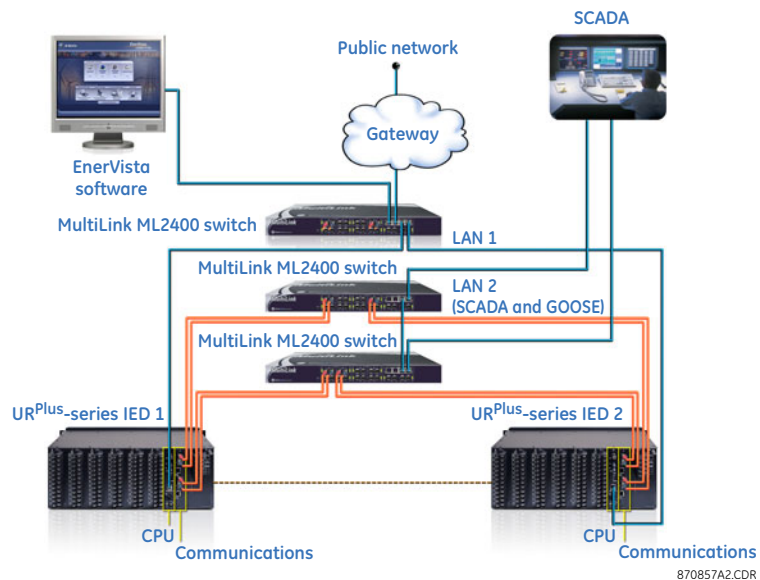 SCADA
Public network
Gateway
EnerVista
software
MultiLink ML2400 switch
LAN 1
MultiLink ML2400 switch
LAN 2
(SCADA and GOOSE)
MultiLink ML2400 switch
URPlus-series IED 1
URPlus-series IED 2
CPU
Communications
CPU
Communications
870857A2.CDR